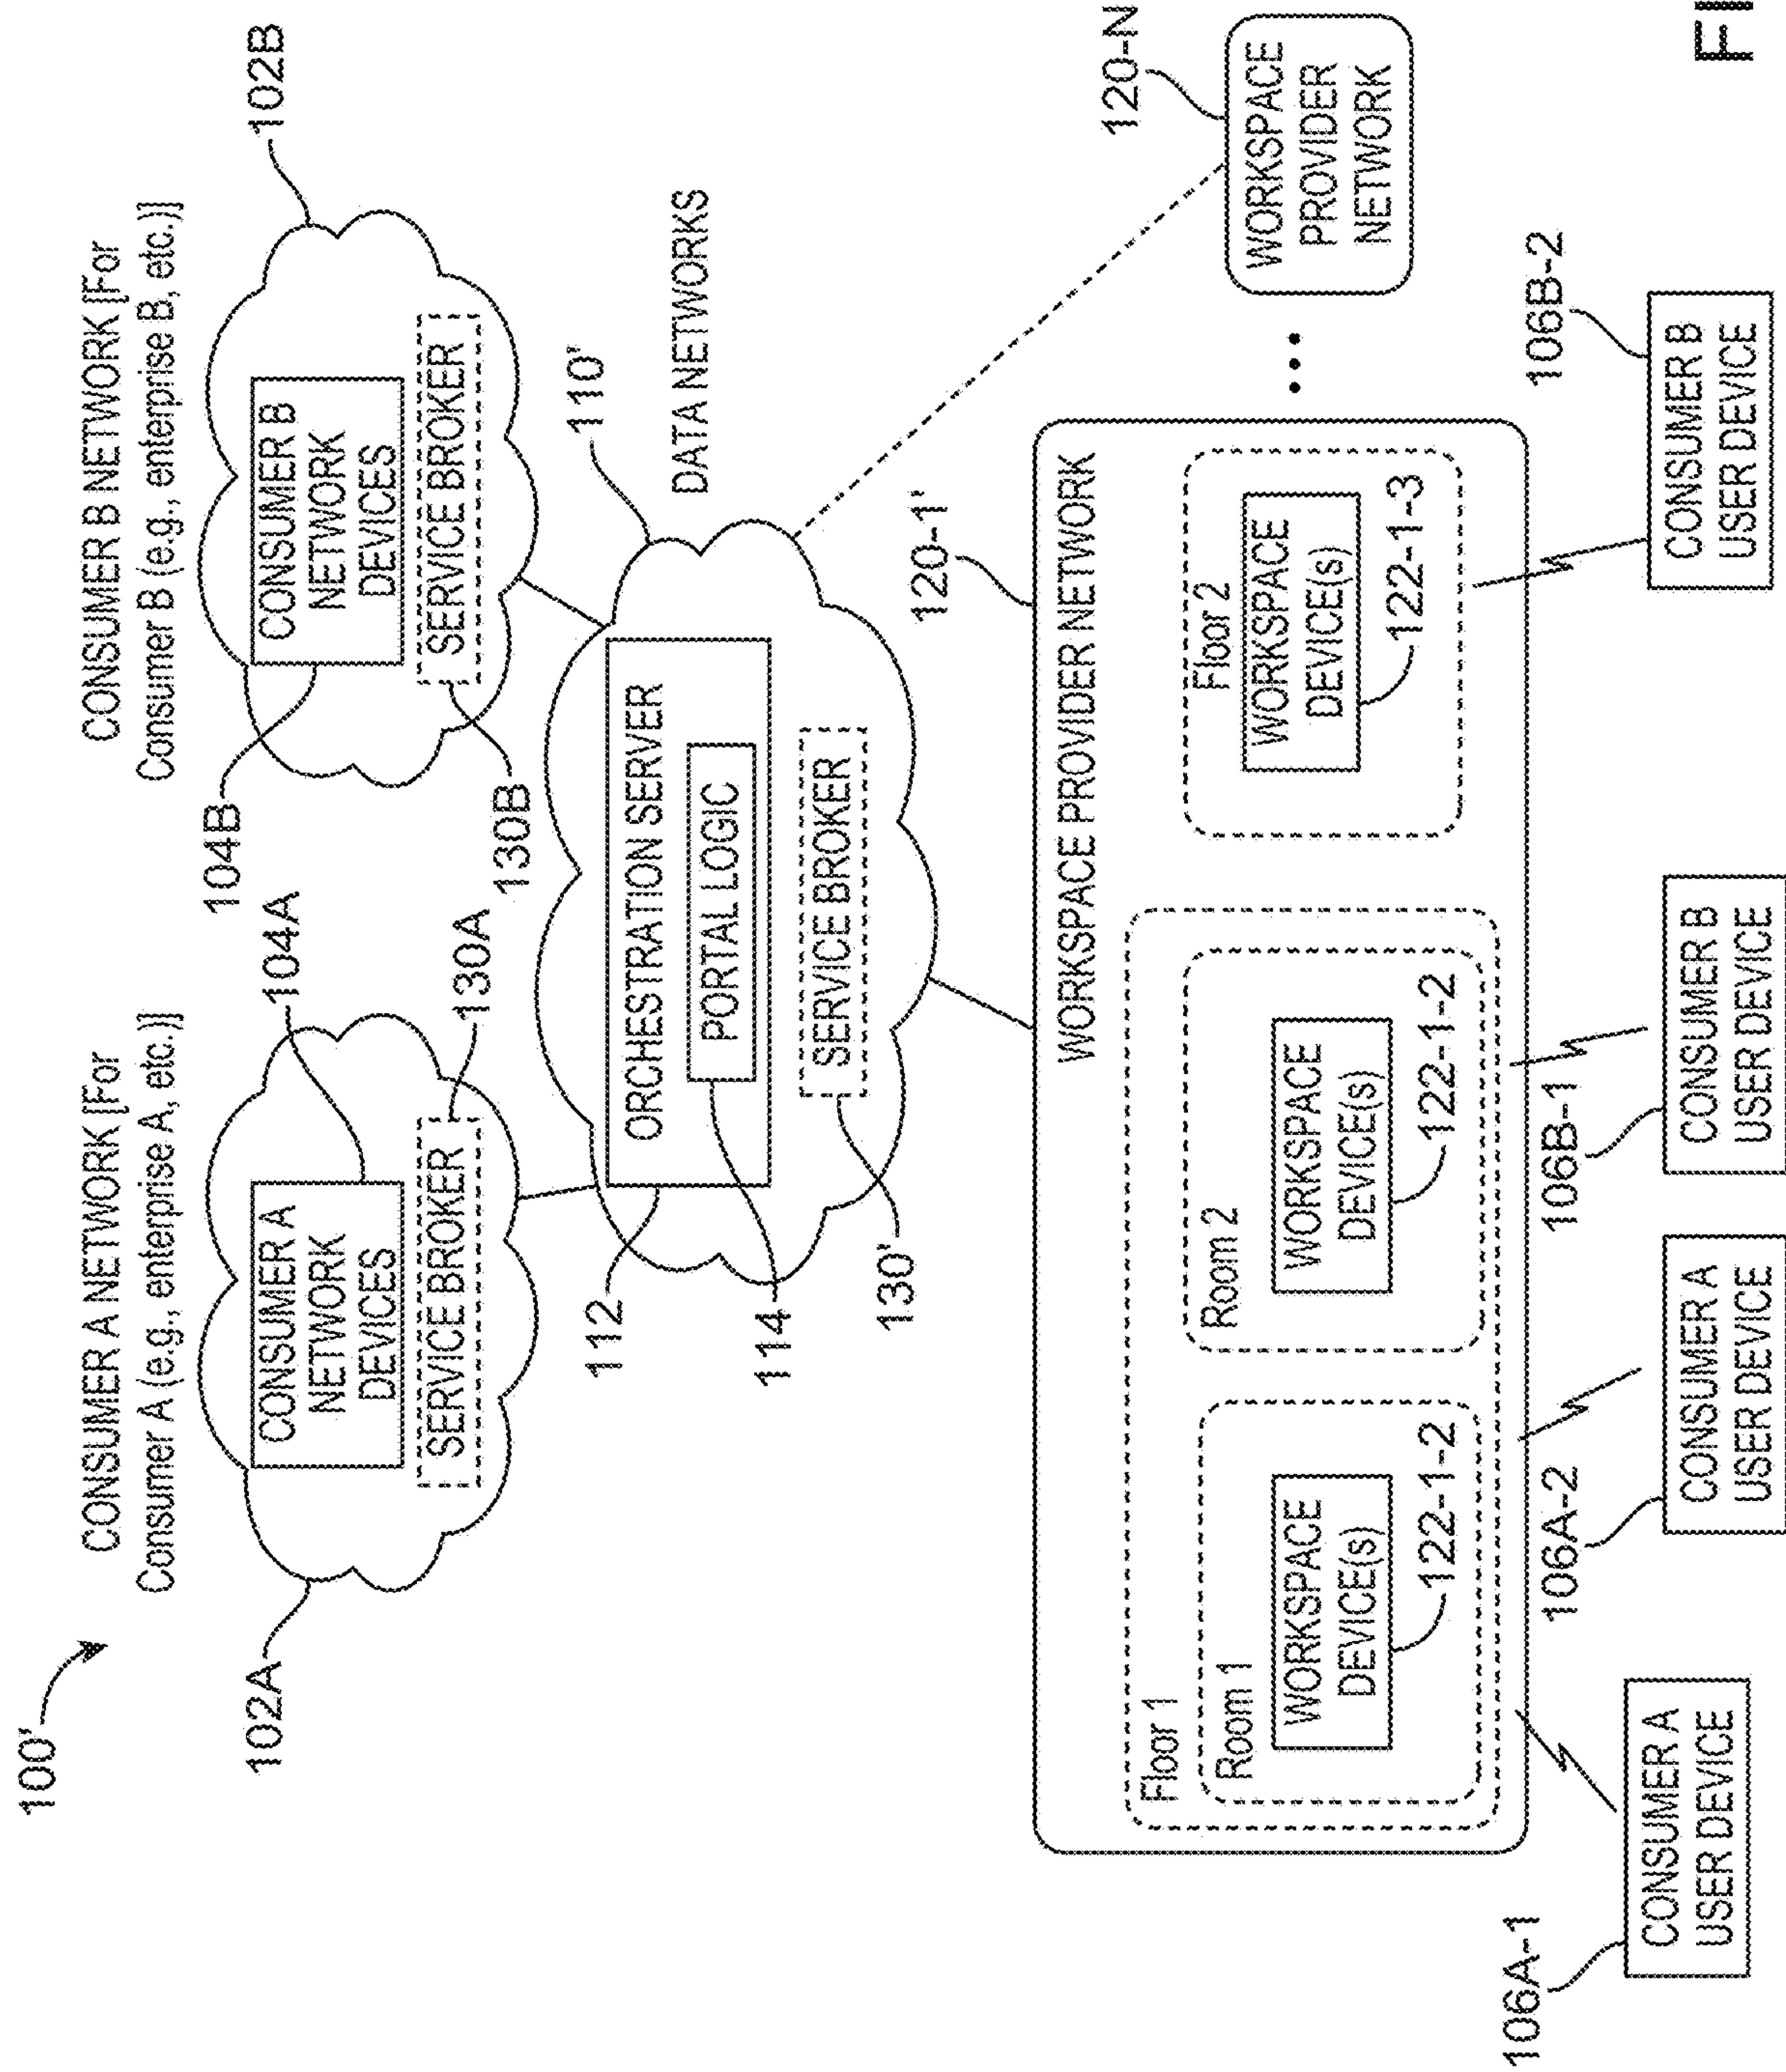 100'
CONSUMER A NETWORK [For
Consumer A (e.g., enterprise A, etc.)]
CONSUMER B NETWORK [For
Consumer B (e.g., enterprise B, etc.)]
102A
CONSUMER A
NETWORK
DEVICES
SERVICE BROKER
104A
130A
104B
CONSUMER B
NETWORK
DEVICES
SERVICE BROKER
102B
130B
110'
DATA NETWORKS
112
ORCHESTRATION SERVER
114
PORTAL LOGIC
130'
SERVICE BROKER
120-1'
WORKSPACE PROVIDER NETWORK
Floor 1
Room 1
WORKSPACE
DEVICE(s)
122-1-2
Room 2
WORKSPACE
DEVICE(s)
122-1-2
Floor 2
WORKSPACE
DEVICE(s)
122-1-3
...
120-N
WORKSPACE
PROVIDER
NETWORK
106A-1
CONSUMER A
USER DEVICE
106A-2
CONSUMER A
USER DEVICE
106B-1
CONSUMER B
USER DEVICE
106B-2
CONSUMER B
USER DEVICE